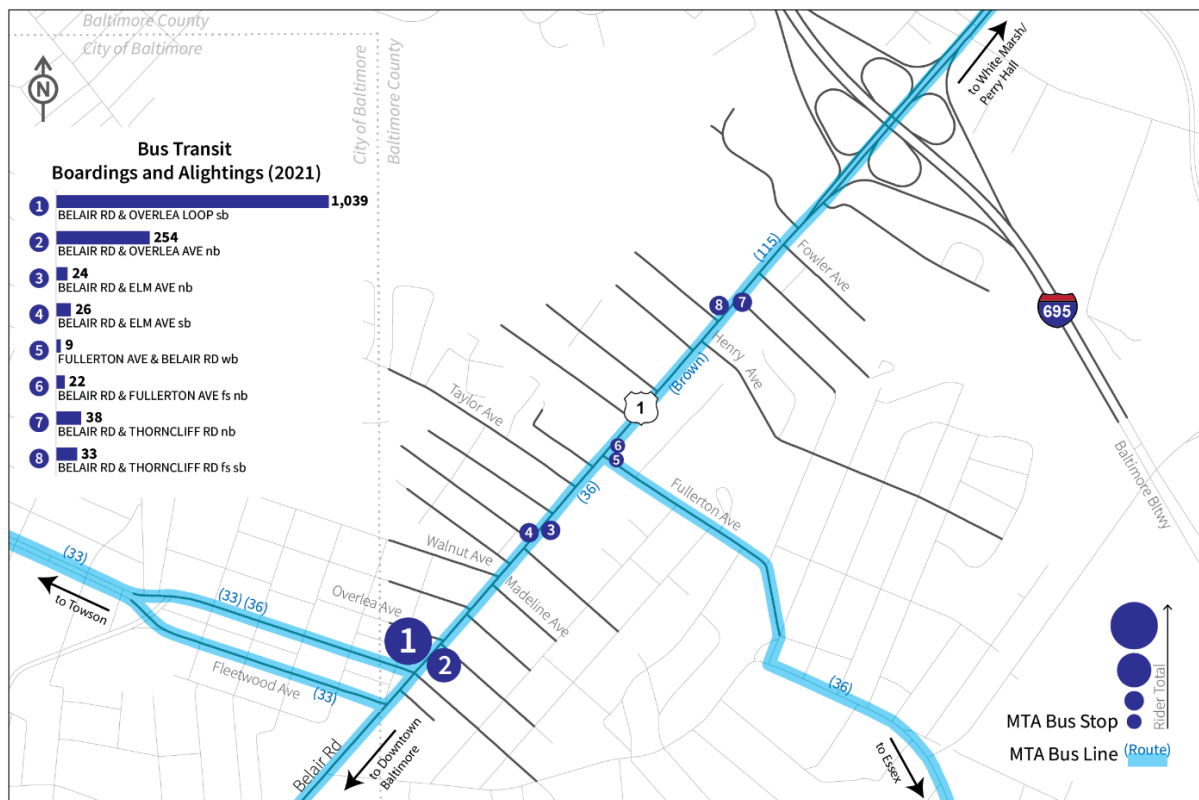 Baltimore County
City of Baltimore
City of Baltimore
Baltimore County
N
Bus Transit
Boardings and Alightings (2021)
1
1,039
BELAIR RD & OVERLEA LOOP sb
2
254
BELAIR RD & OVERLEA AVE nb
3
24
BELAIR RD & ELM AVE nb
4
26
BELAIR RD & ELM AVE sb
5
9
FULLERTON AVE & BELAIR RD wb
6
22
BELAIR RD & FULLERTON AVE fs nb
7
38
BELAIR RD & THORNCLIFF RD nb
8
33
BELAIR RD & THORNCLIFF RD fs sb
to White Marsh/
Perry Hall
(115)
Fowler Ave
695
8
7
Henry Ave
(Brown)
1
Taylor Ave
6
5
Baltimore Bltwy
(36)
Fullerton Ave
4
3
Walnut Ave
Madeline Ave
(33)
to Towson
(33) (36)
Overlea Ave
1
2
Fleetwood Ave
(33)
(36)
Belair Rd
to Downtown
Baltimore
to Essex
Rider Total
MTA Bus Stop
MTA Bus Line (Route)